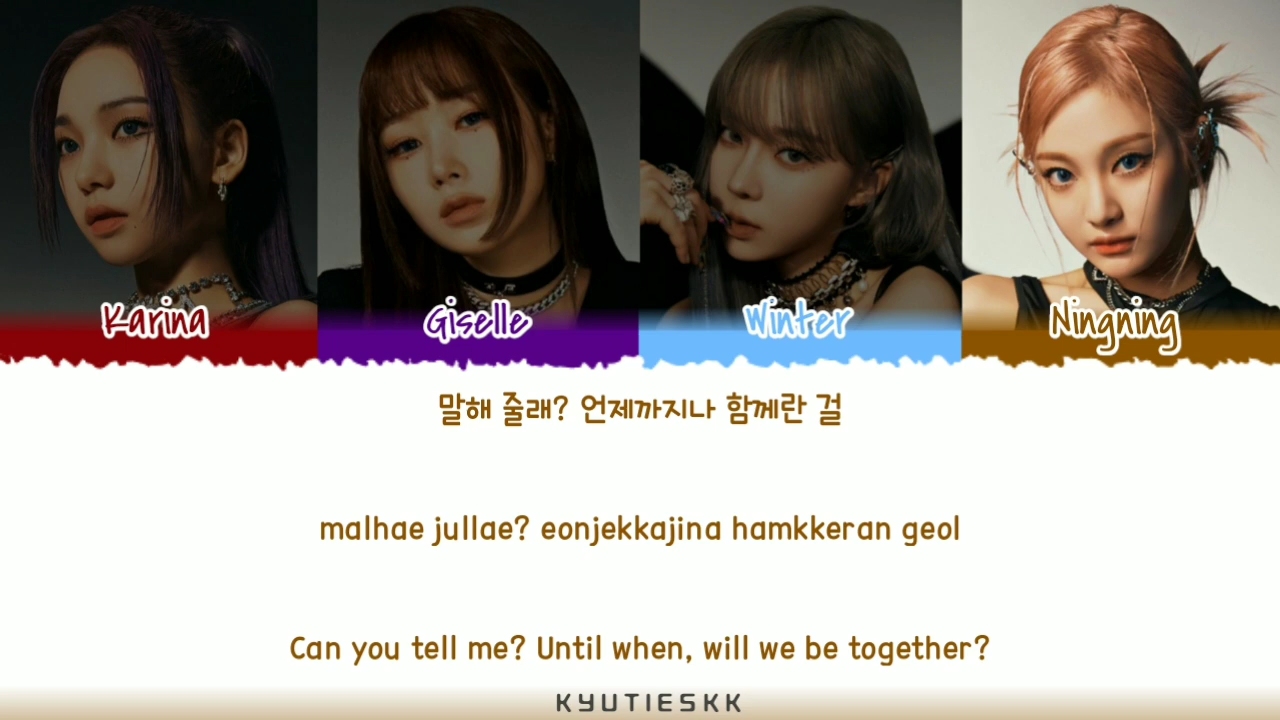 Karina
Giselle
Winter
Ningning
말해 줄래? 언제까지나 함께란 걸
malhae jullae? eonjekkajina hamkkeran geol
Can you tell me? Until when, will we be together?
KYUTIESKK